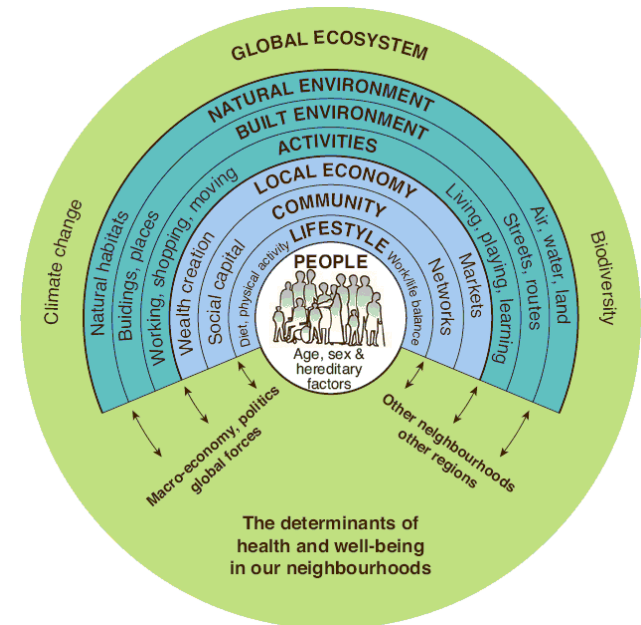 GLOBAL ECOSYSTEM
NATURAL ENVIRONMENT
BUILT ENVIRONMENT
ACTIVITIES
LOCAL ECONOMY
COMMUNITY
LIFESTYLE
PEOPLE
Age, sex &
hereditary
factors
Climate change
Natural habitats
Buidings, places
Working, shopping, moving
Wealth creation
Social capital
Diet, physical activity
Work/life balance
Networks
Markets
Living, playing, learning
Streets, routes
Air, water, land
Biodiversity
Macro-economy, politics
global forces
Other neighbourhoods
other regions
The determinants of
health and well-being
in our neighbourhoods